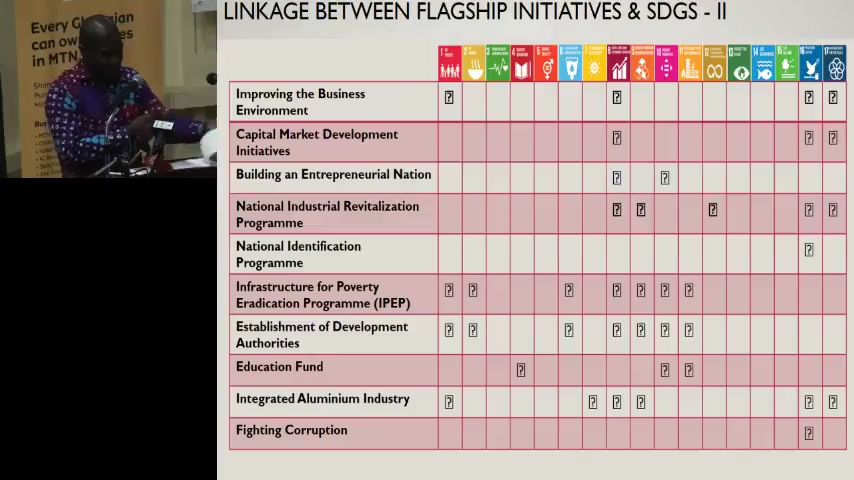 LINKAGE BETWEEN FLAGSHIP INITIATIVES & SDGS - II
Every
can ow
in MTN
Improving the Business
Environment
Capital Market Development
Initiatives
Building an Entrepreneurial Nation
National Industrial Revitalization
Programme
National Identification
Programme
Infrastructure for Poverty
Eradication Programme (IPEP)
Establishment of Development
Authorities
Education Fund
Integrated Aluminium Industry
Fighting Corruption